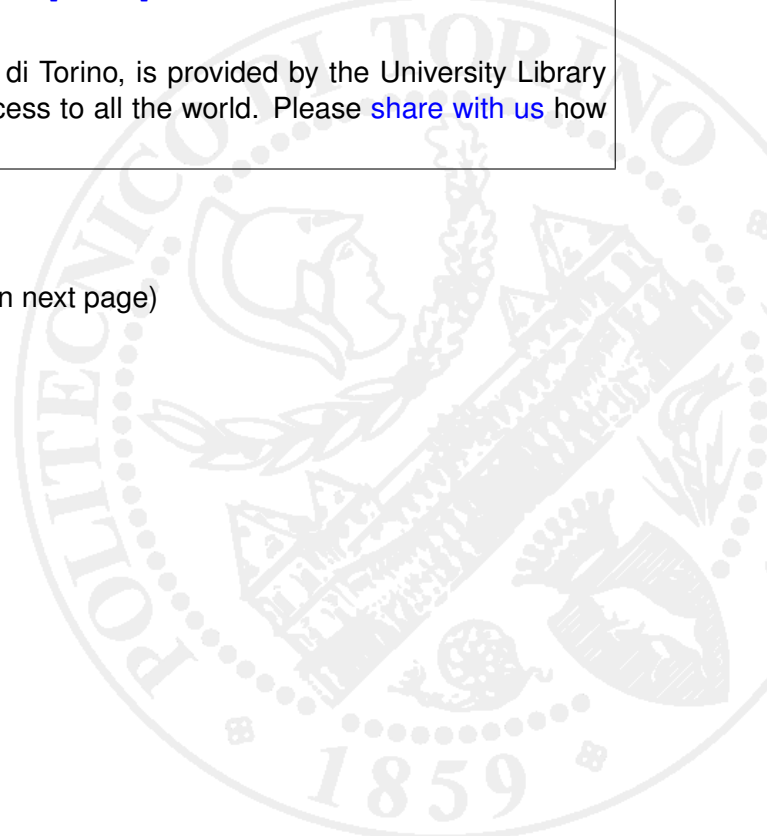 di Torino, is provided by the University Library
cess to all the world. Please share with us how
n next page)
POLITECNICO DI TORINO
1859